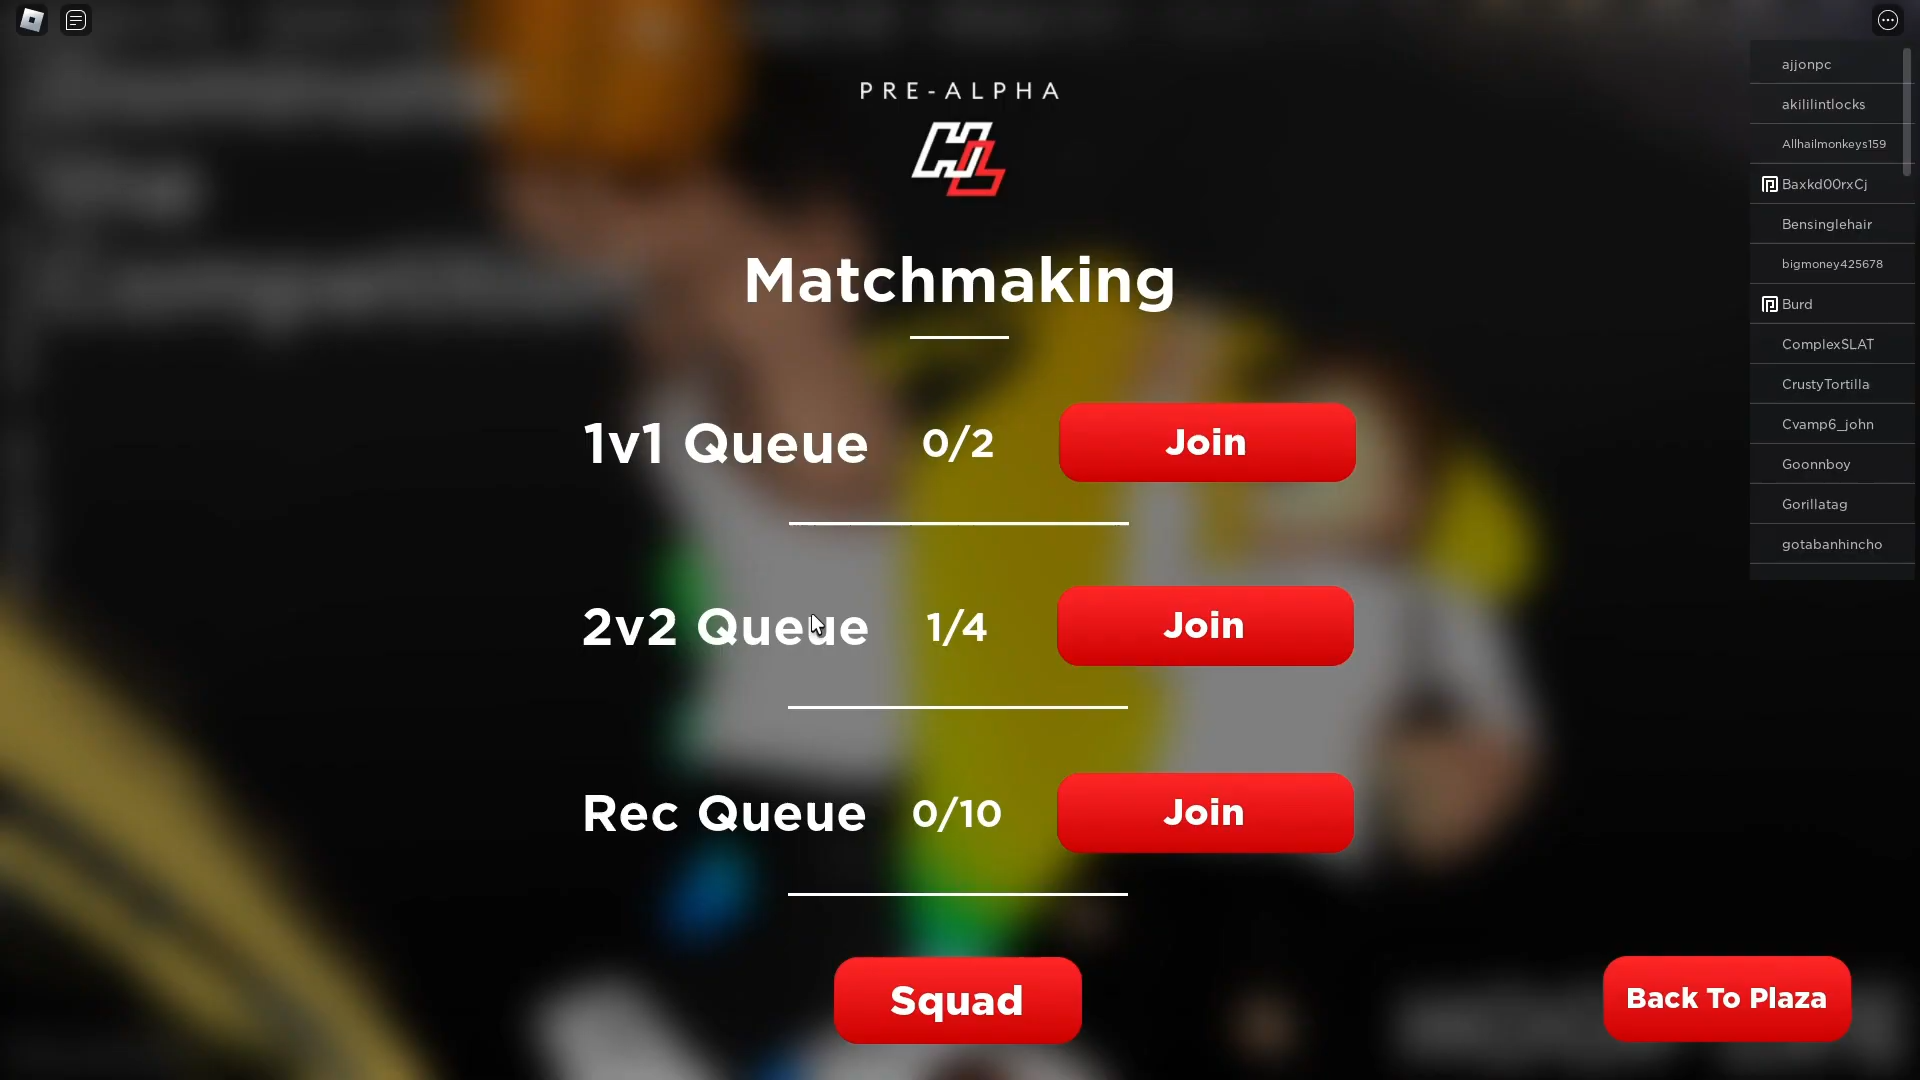 PRE-ALPHA
HL
Matchmaking
1v1 Queue 0/2 Join
2v2 Queue 1/4 Join
Rec Queue 0/10 Join
Squad
Back To Plaza
ajjonpc
akililintlocks
Allhailmonkeys159
Baxkd00rxCj
Bensinglehair
bigmoney425678
Burd
ComplexSLAT
CrustyTortilla
Cvamp6_john
Goonnboy
Gorillatag
gotabanhincho